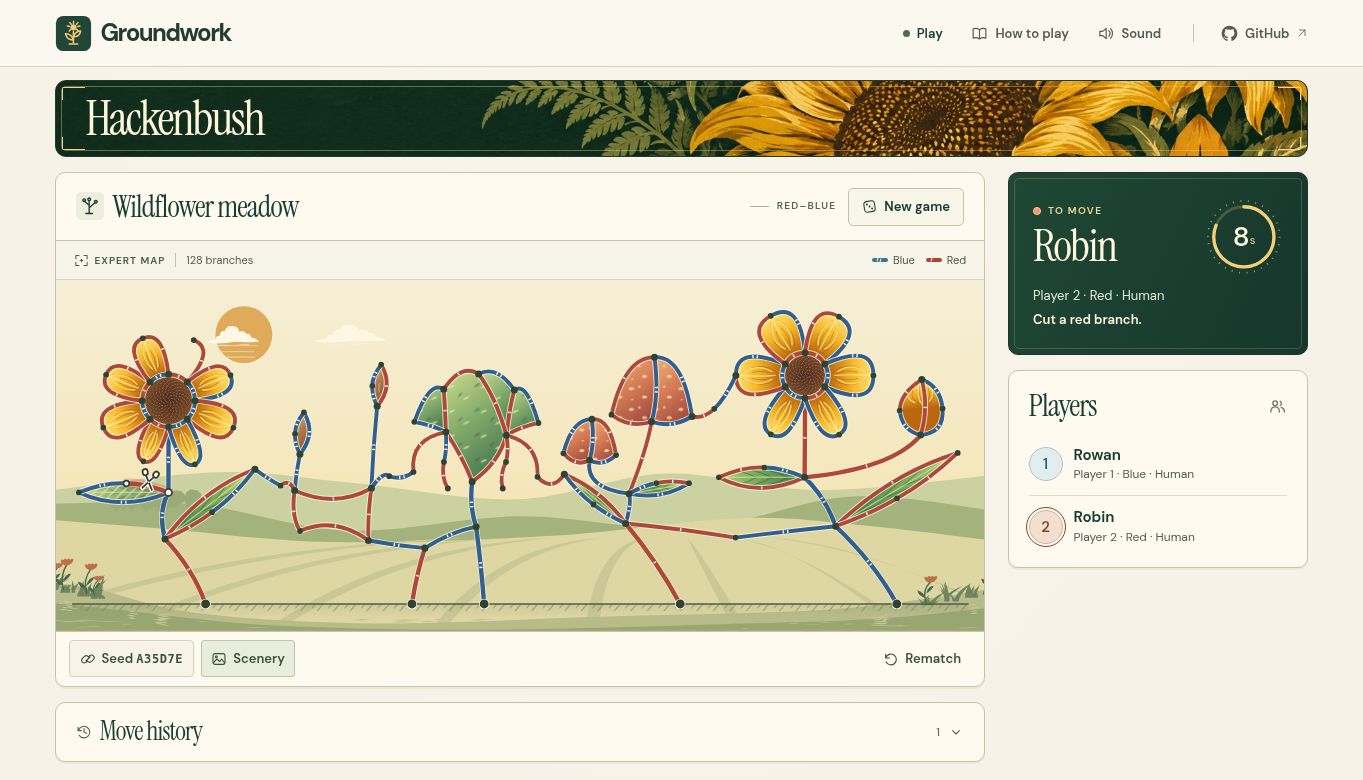 Groundwork
Play
How to play
Sound
GitHub
Hackenbush
Wildflower meadow
RED–BLUE
New game
EXPERT MAP
128 branches
Blue
Red
TO MOVE
Robin
8s
Player 2 · Red · Human
Cut a red branch.
Players
1
Rowan
Player 1 · Blue · Human
2
Robin
Player 2 · Red · Human
Seed A35D7E
Scenery
Rematch
Move history
1